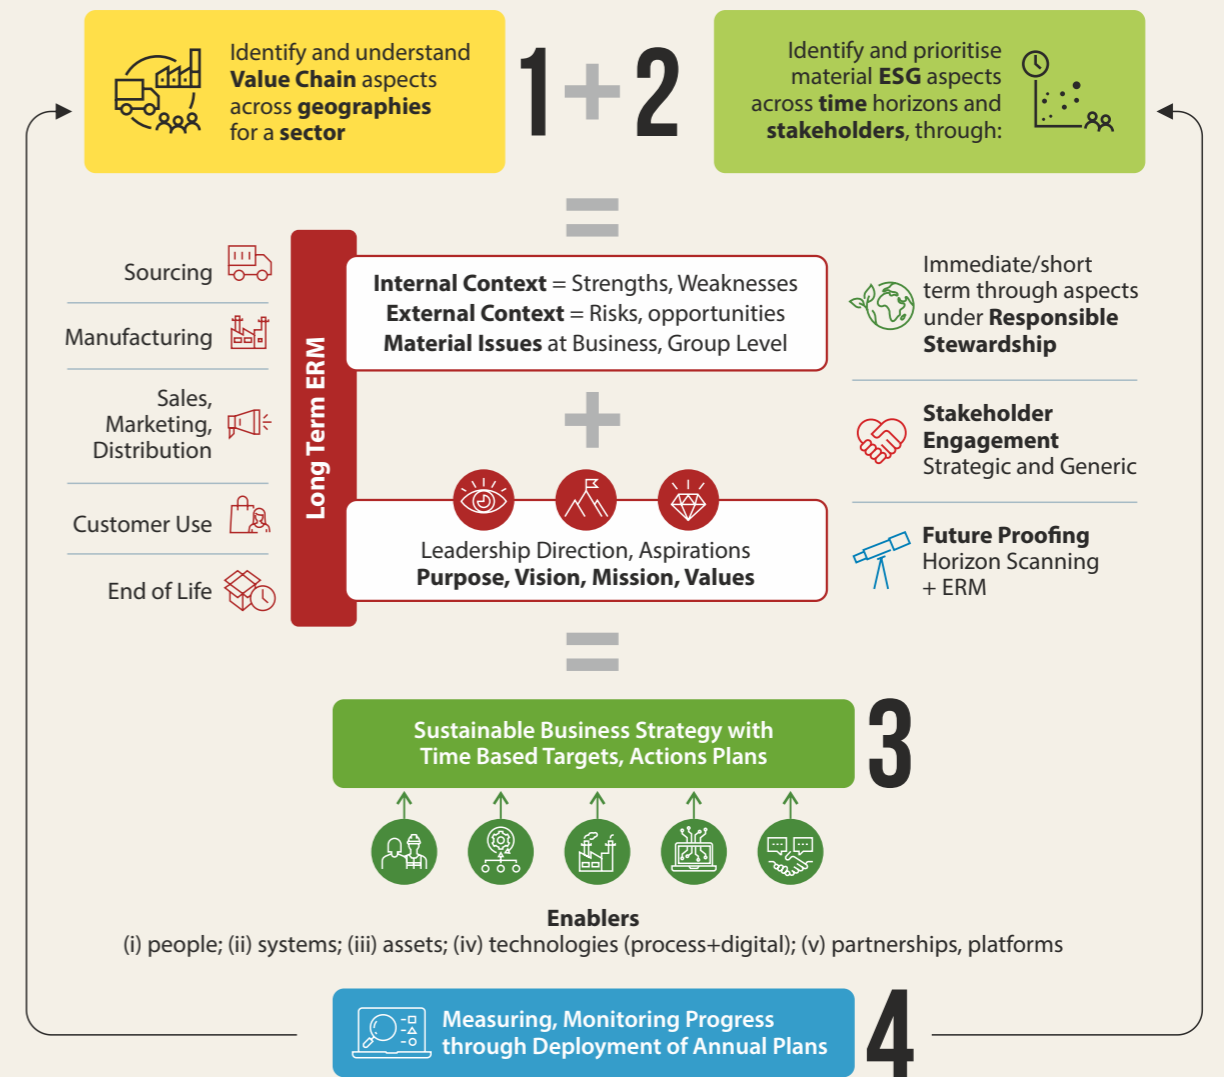 Identify and understand
Value Chain aspects
across geographies
for a sector
1+2
Identify and prioritise
material ESG aspects
across time horizons and
stakeholders, through:
=
Sourcing
Manufacturing
Sales,
Marketing,
Distribution
Customer Use
End of Life
Long Term ERM
Internal Context = Strengths, Weaknesses
External Context = Risks, opportunities
Material Issues at Business, Group Level
+
Leadership Direction, Aspirations
Purpose, Vision, Mission, Values
Immediate/short
term through aspects
under Responsible
Stewardship
Stakeholder
Engagement
Strategic and Generic
Future Proofing
Horizon Scanning
+ ERM
=
Sustainable Business Strategy with
Time Based Targets, Actions Plans
3
Enablers
(i) people; (ii) systems; (iii) assets; (iv) technologies (process+digital); (v) partnerships, platforms
Measuring, Monitoring Progress
through Deployment of Annual Plans
4